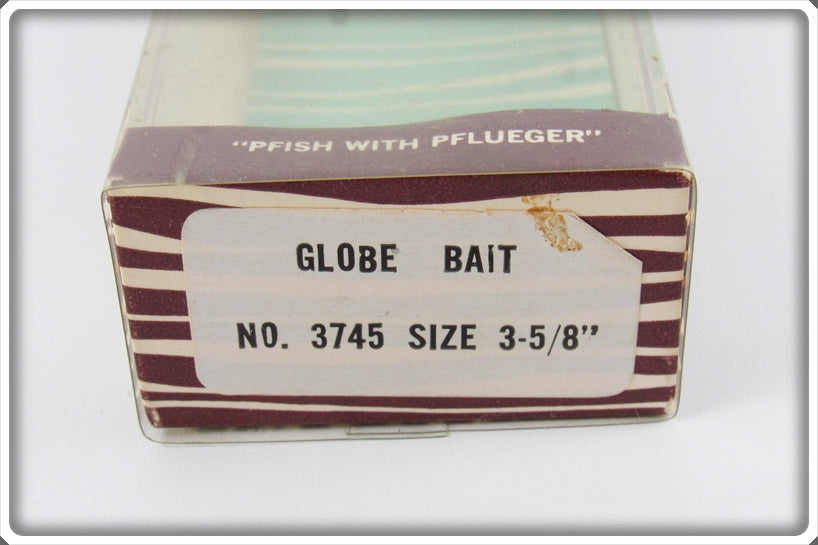 "PFISH WITH PFLUEGER"
GLOBE BAIT
NO. 3745 SIZE 3-5/8"